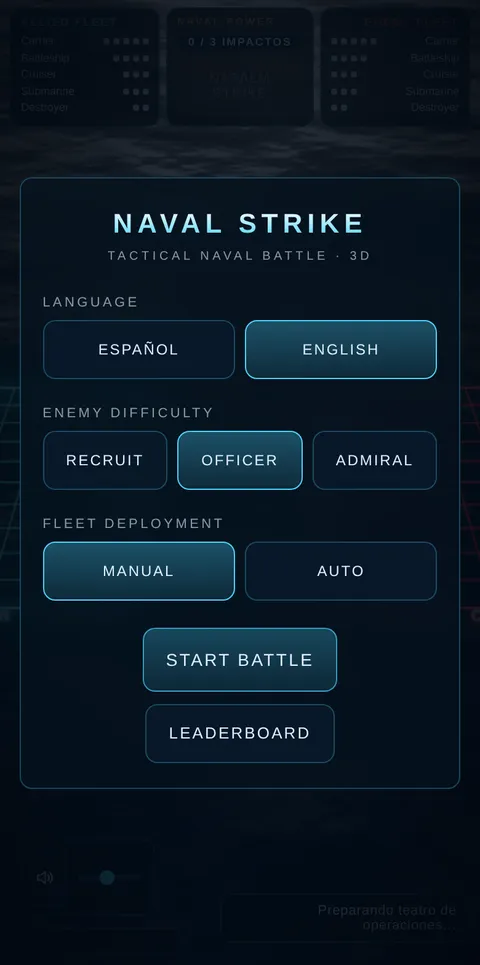 ALLIED FLEET
Carrier
Battleship
Cruiser
Submarine
Destroyer
NAVAL POWER
0 / 3 IMPACTOS
Carrier
Battleship
Cruiser
Submarine
Destroyer
NAVAL STRIKE
TACTICAL NAVAL BATTLE · 3D
LANGUAGE
ESPAÑOL
ENGLISH
ENEMY DIFFICULTY
RECRUIT
OFFICER
ADMIRAL
FLEET DEPLOYMENT
MANUAL
AUTO
START BATTLE
LEADERBOARD
Preparando teatro de
operaciones...